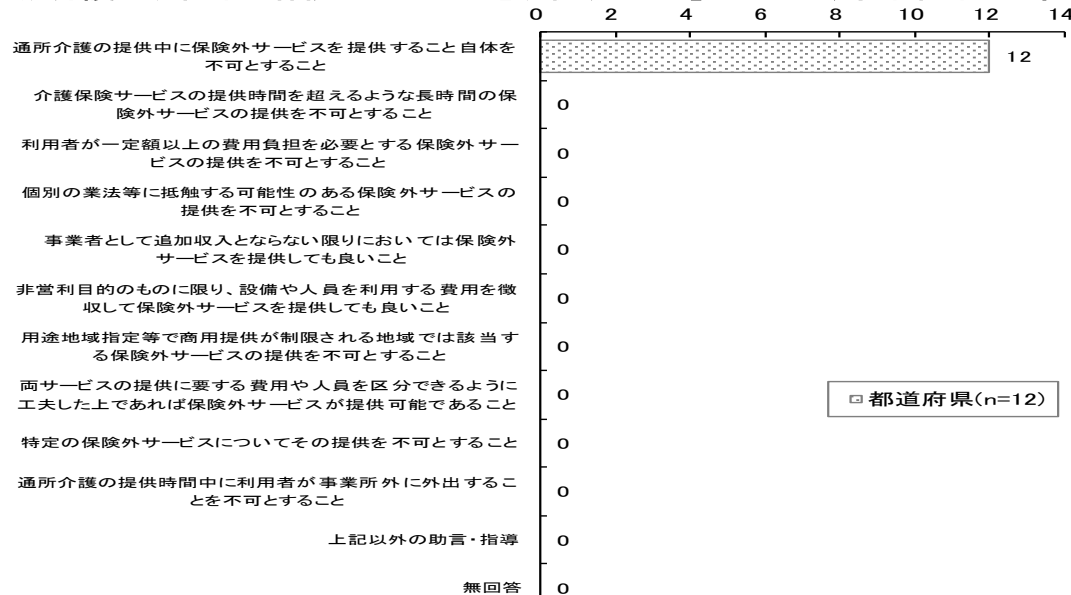 0 2 4 6 8 10 12 14
通所介護の提供中に保険外サービスを提供すること自体を
不可とすること
12
介護保険サービスの提供時間を超えるような長時間の保
険外サービスの提供を不可とすること
0
利用者が一定額以上の費用負担を必要とする保険外サー
ビスの提供を不可とすること
0
個別の業法等に抵触する可能性のある保険外サービスの
提供を不可とすること
0
事業者として追加収入とならない限りにおいては保険外
サービスを提供しても良いこと
0
非営利目的のものに限り、設備や人員を利用する費用を徴
収して保険外サービスを提供しても良いこと
0
用途地域指定等で商用提供が制限される地域では該当す
る保険外サービスの提供を不可とすること
0
両サービスの提供に要する費用や人員を区分できるように
工夫した上であれば保険外サービスが提供可能であること
0
都道府県(n=12)
特定の保険外サービスについてその提供を不可とすること
0
通所介護の提供時間中に利用者が事業所外に外出するこ
とを不可とすること
0
上記以外の助言・指導
0
無回答
0